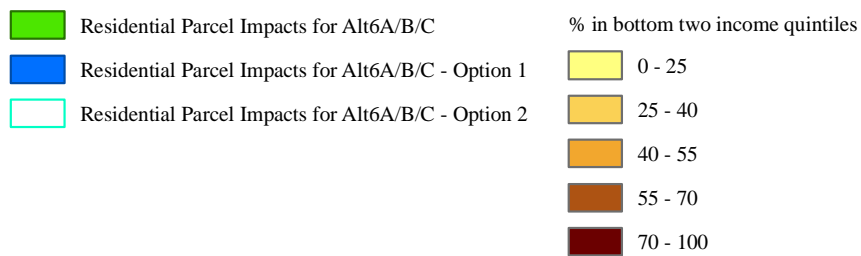 Residential Parcel Impacts for Alt6A/B/C
Residential Parcel Impacts for Alt6A/B/C - Option 1
Residential Parcel Impacts for Alt6A/B/C - Option 2
% in bottom two income quintiles
0 - 25
25 - 40
40 - 55
55 - 70
70 - 100